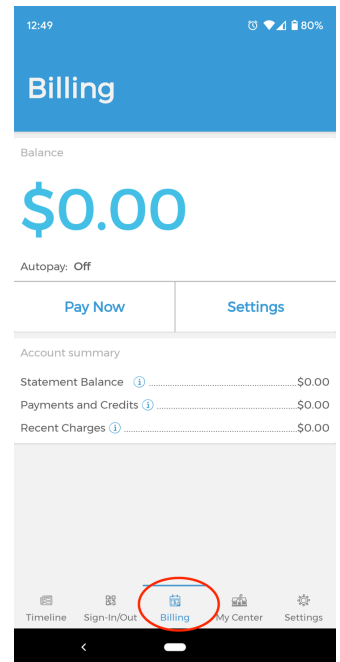 12:49 80%
Billing
Balance
$0.00
Autopay: Off
Pay Now Settings
Account summary
Statement Balance i $0.00
Payments and Credits i $0.00
Recent Charges i $0.00
Timeline Sign-In/Out Billing My Center Settings